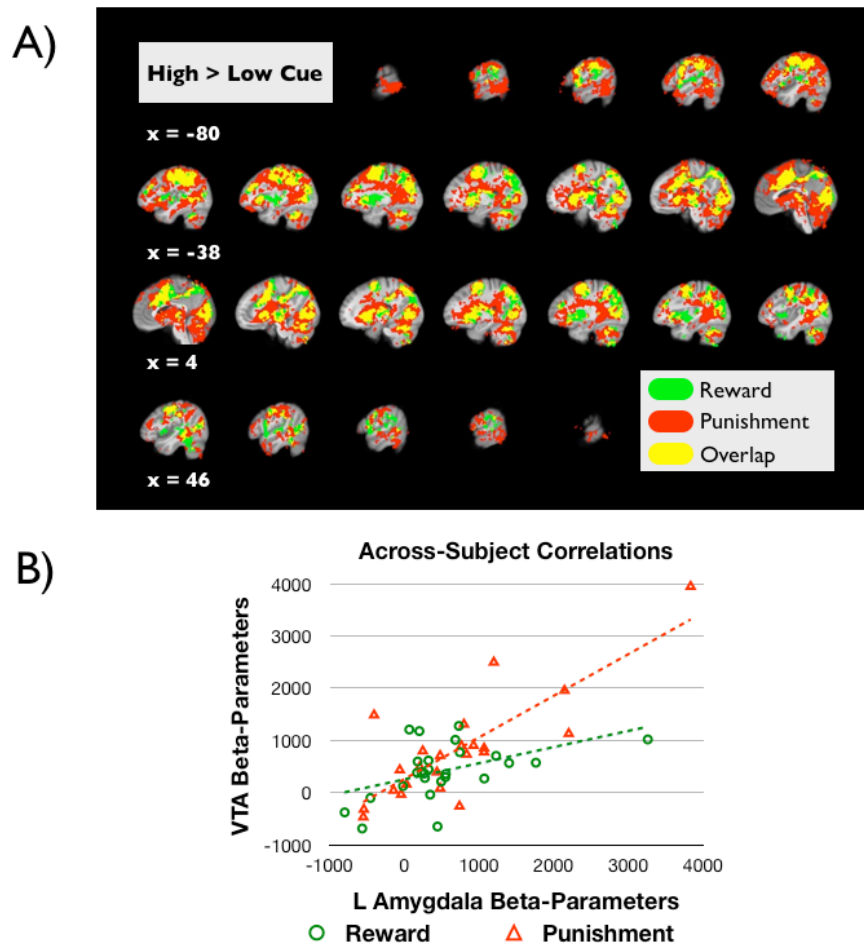 A)
High > Low Cue
x = -80
x = -38
x = 4
Reward
Punishment
Overlap
x = 46
B)
Across-Subject Correlations
VTA Beta-Parameters
4000
3000
2000
1000
0
-1000
-1000 0 1000 2000 3000 4000
L Amygdala Beta-Parameters
Reward Punishment